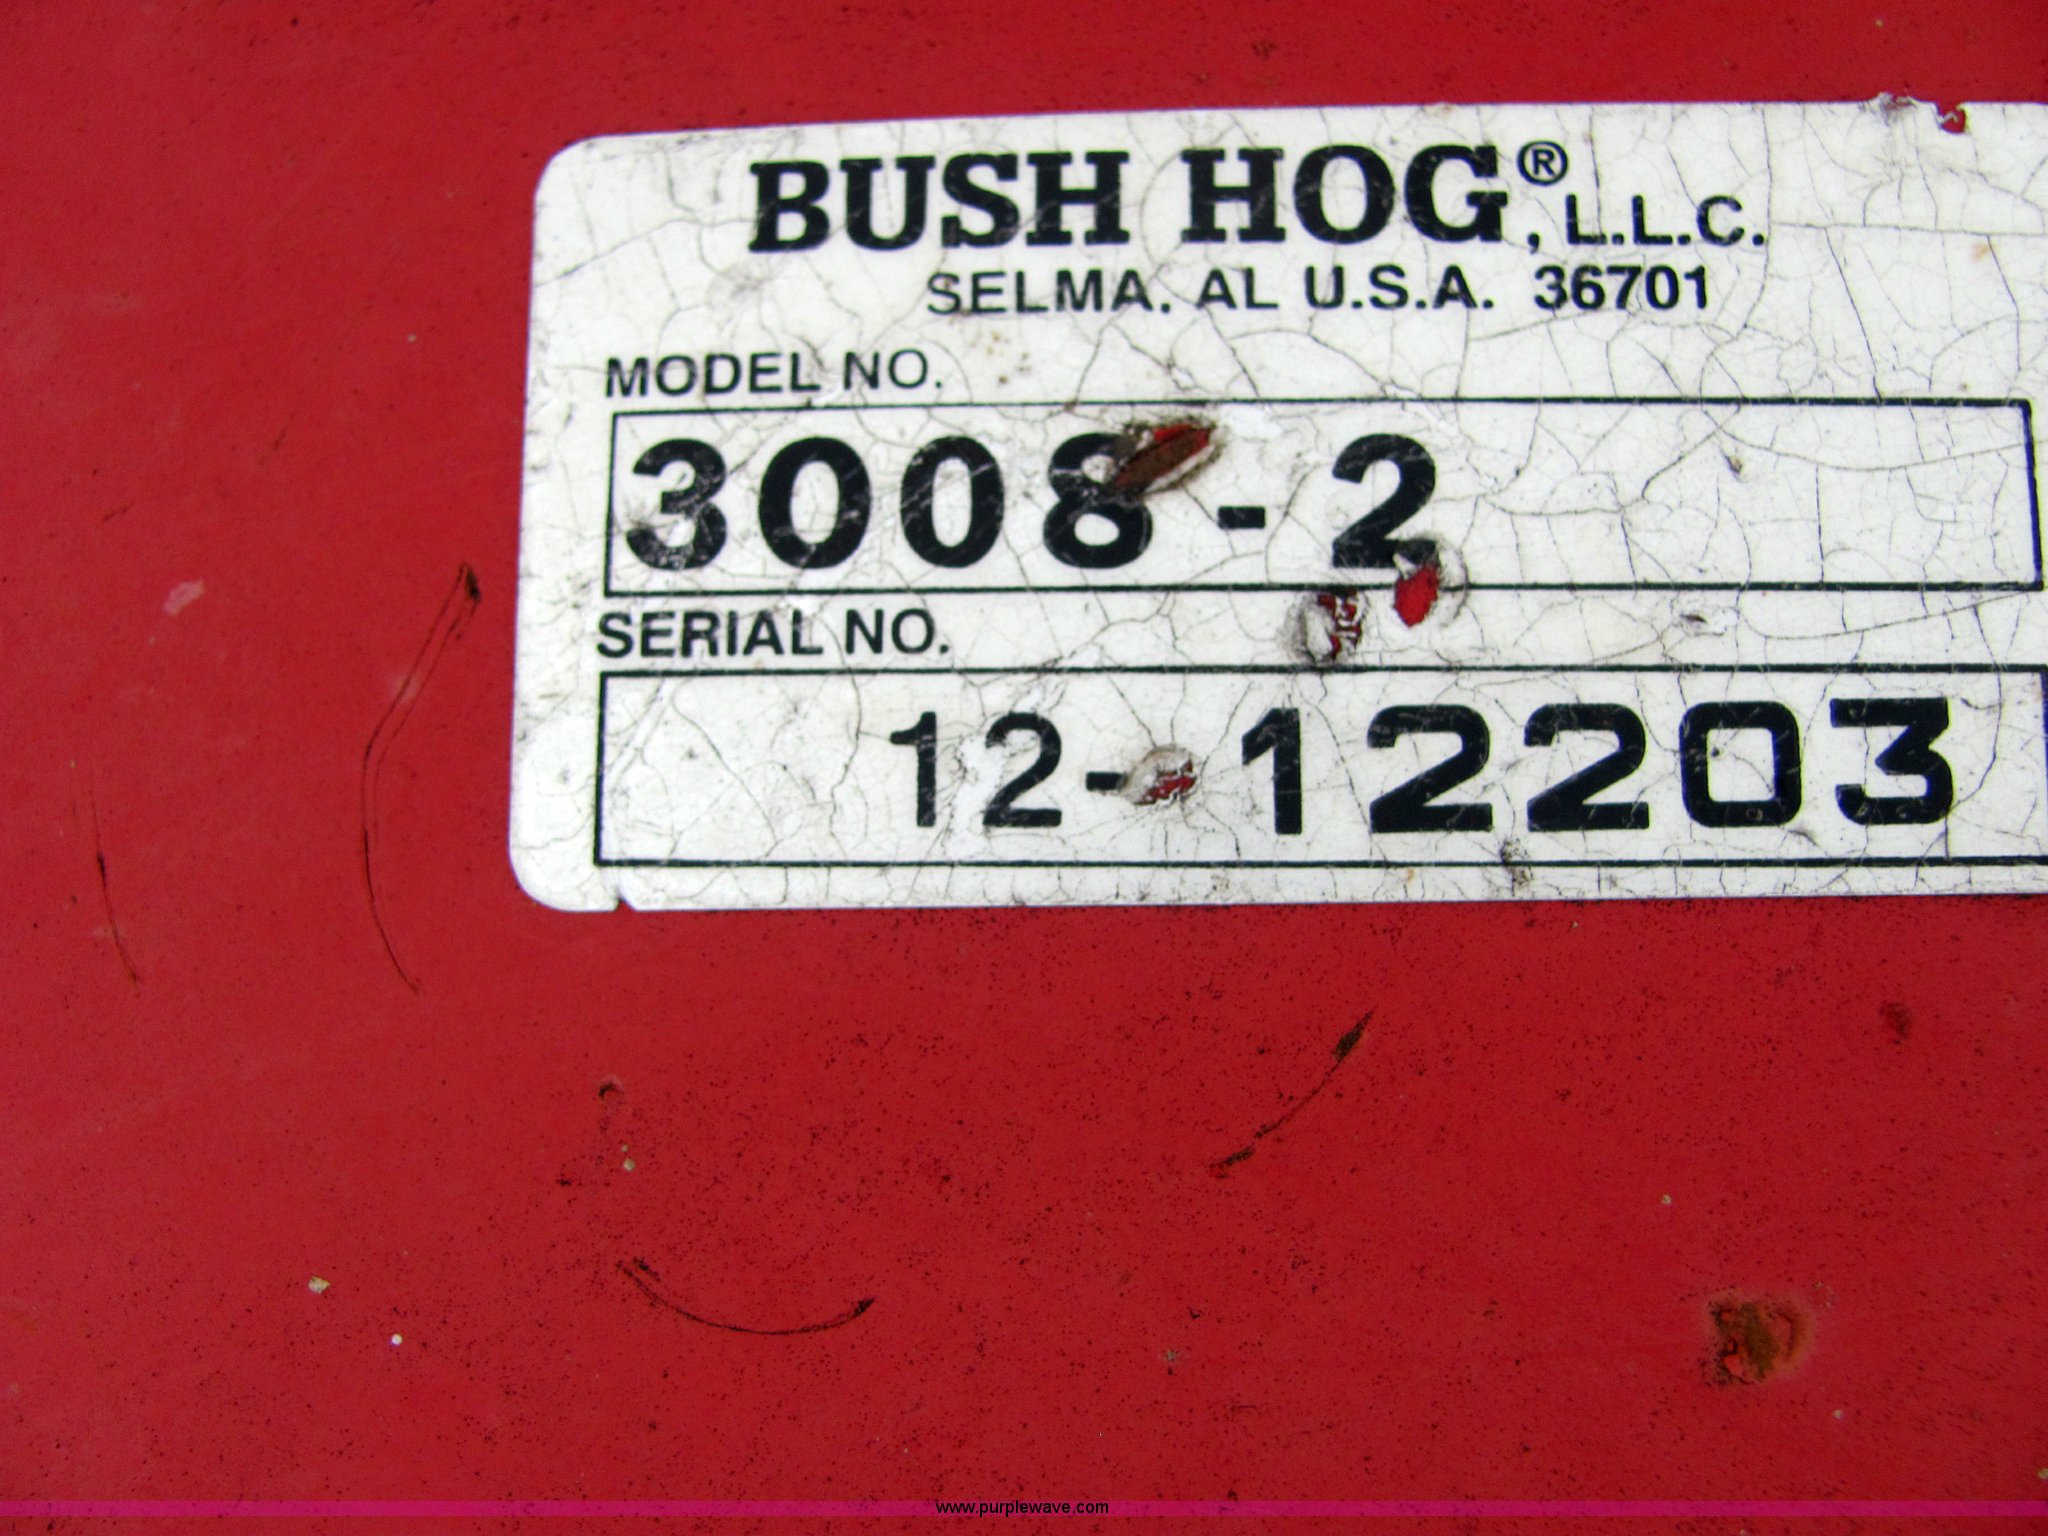 BUSH HOG®, L.L.C.
SELMA, AL U.S.A. 36701
MODEL NO.
3008-2
SERIAL NO.
12-12203
www.purplewave.com